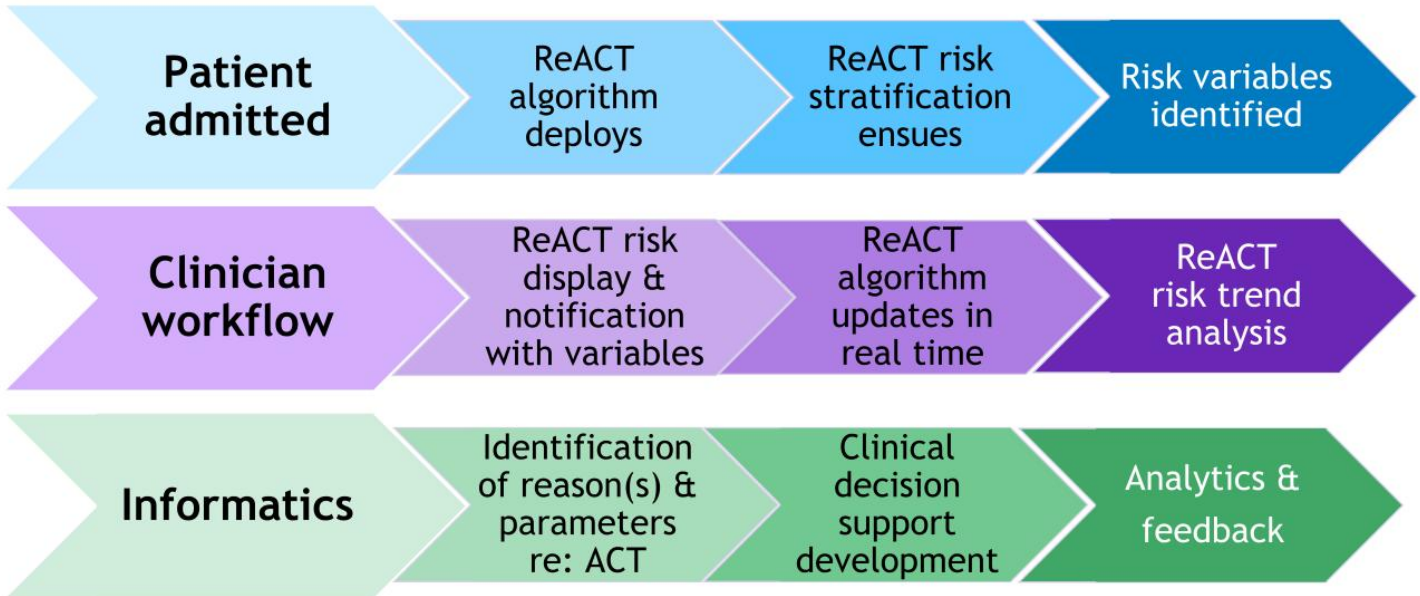 Patient
admitted
ReACT
algorithm
deploys
ReACT risk
stratification
ensues
Risk variables
identified
Clinician
workflow
ReACT risk
display &
notification
with variables
ReACT
algorithm
updates in
real time
ReACT
risk trend
analysis
Informatics
Identification
of reason(s) &
parameters
re: ACT
Clinical
decision
support
development
Analytics &
feedback